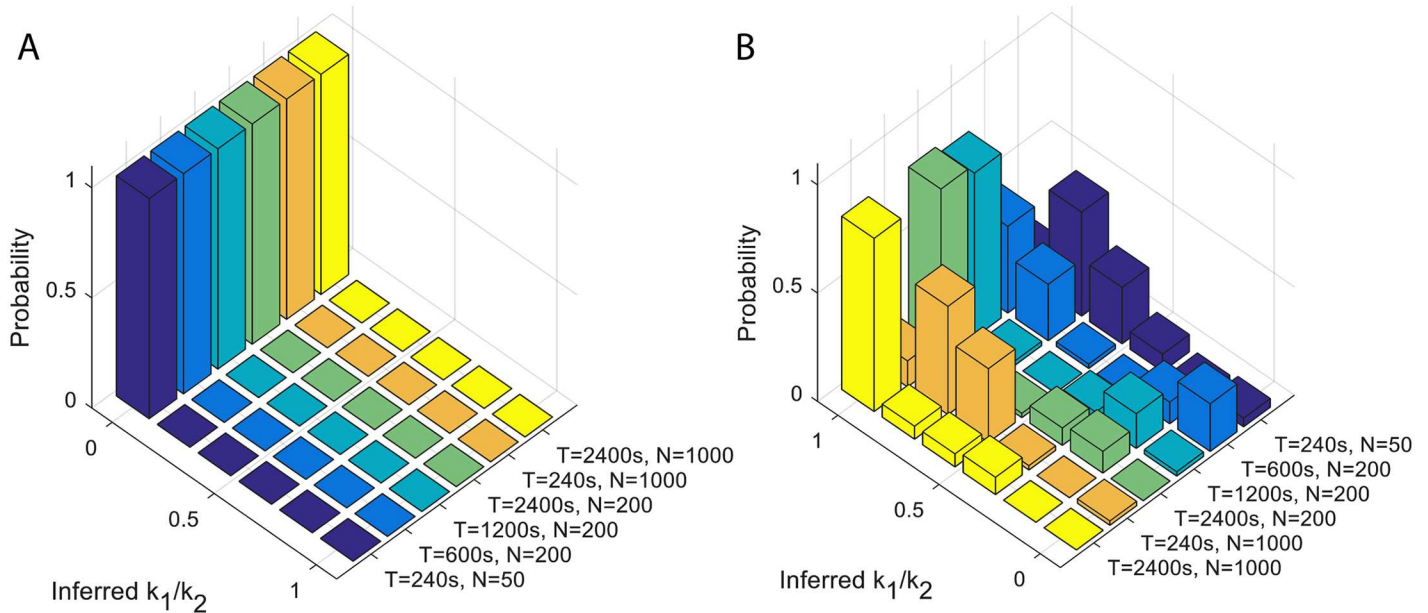 A
Probability
1
0.5
0
0
0.5
1
Inferred k₁/k₂
T=2400s, N=1000
T=240s, N=1000
T=2400s, N=200
T=1200s, N=200
T=600s, N=200
T=240s, N=50
B
Probability
1
0.5
0
1
0.5
0
Inferred k₁/k₂
T=240s, N=50
T=600s, N=200
T=1200s, N=200
T=2400s, N=200
T=240s, N=1000
T=2400s, N=1000